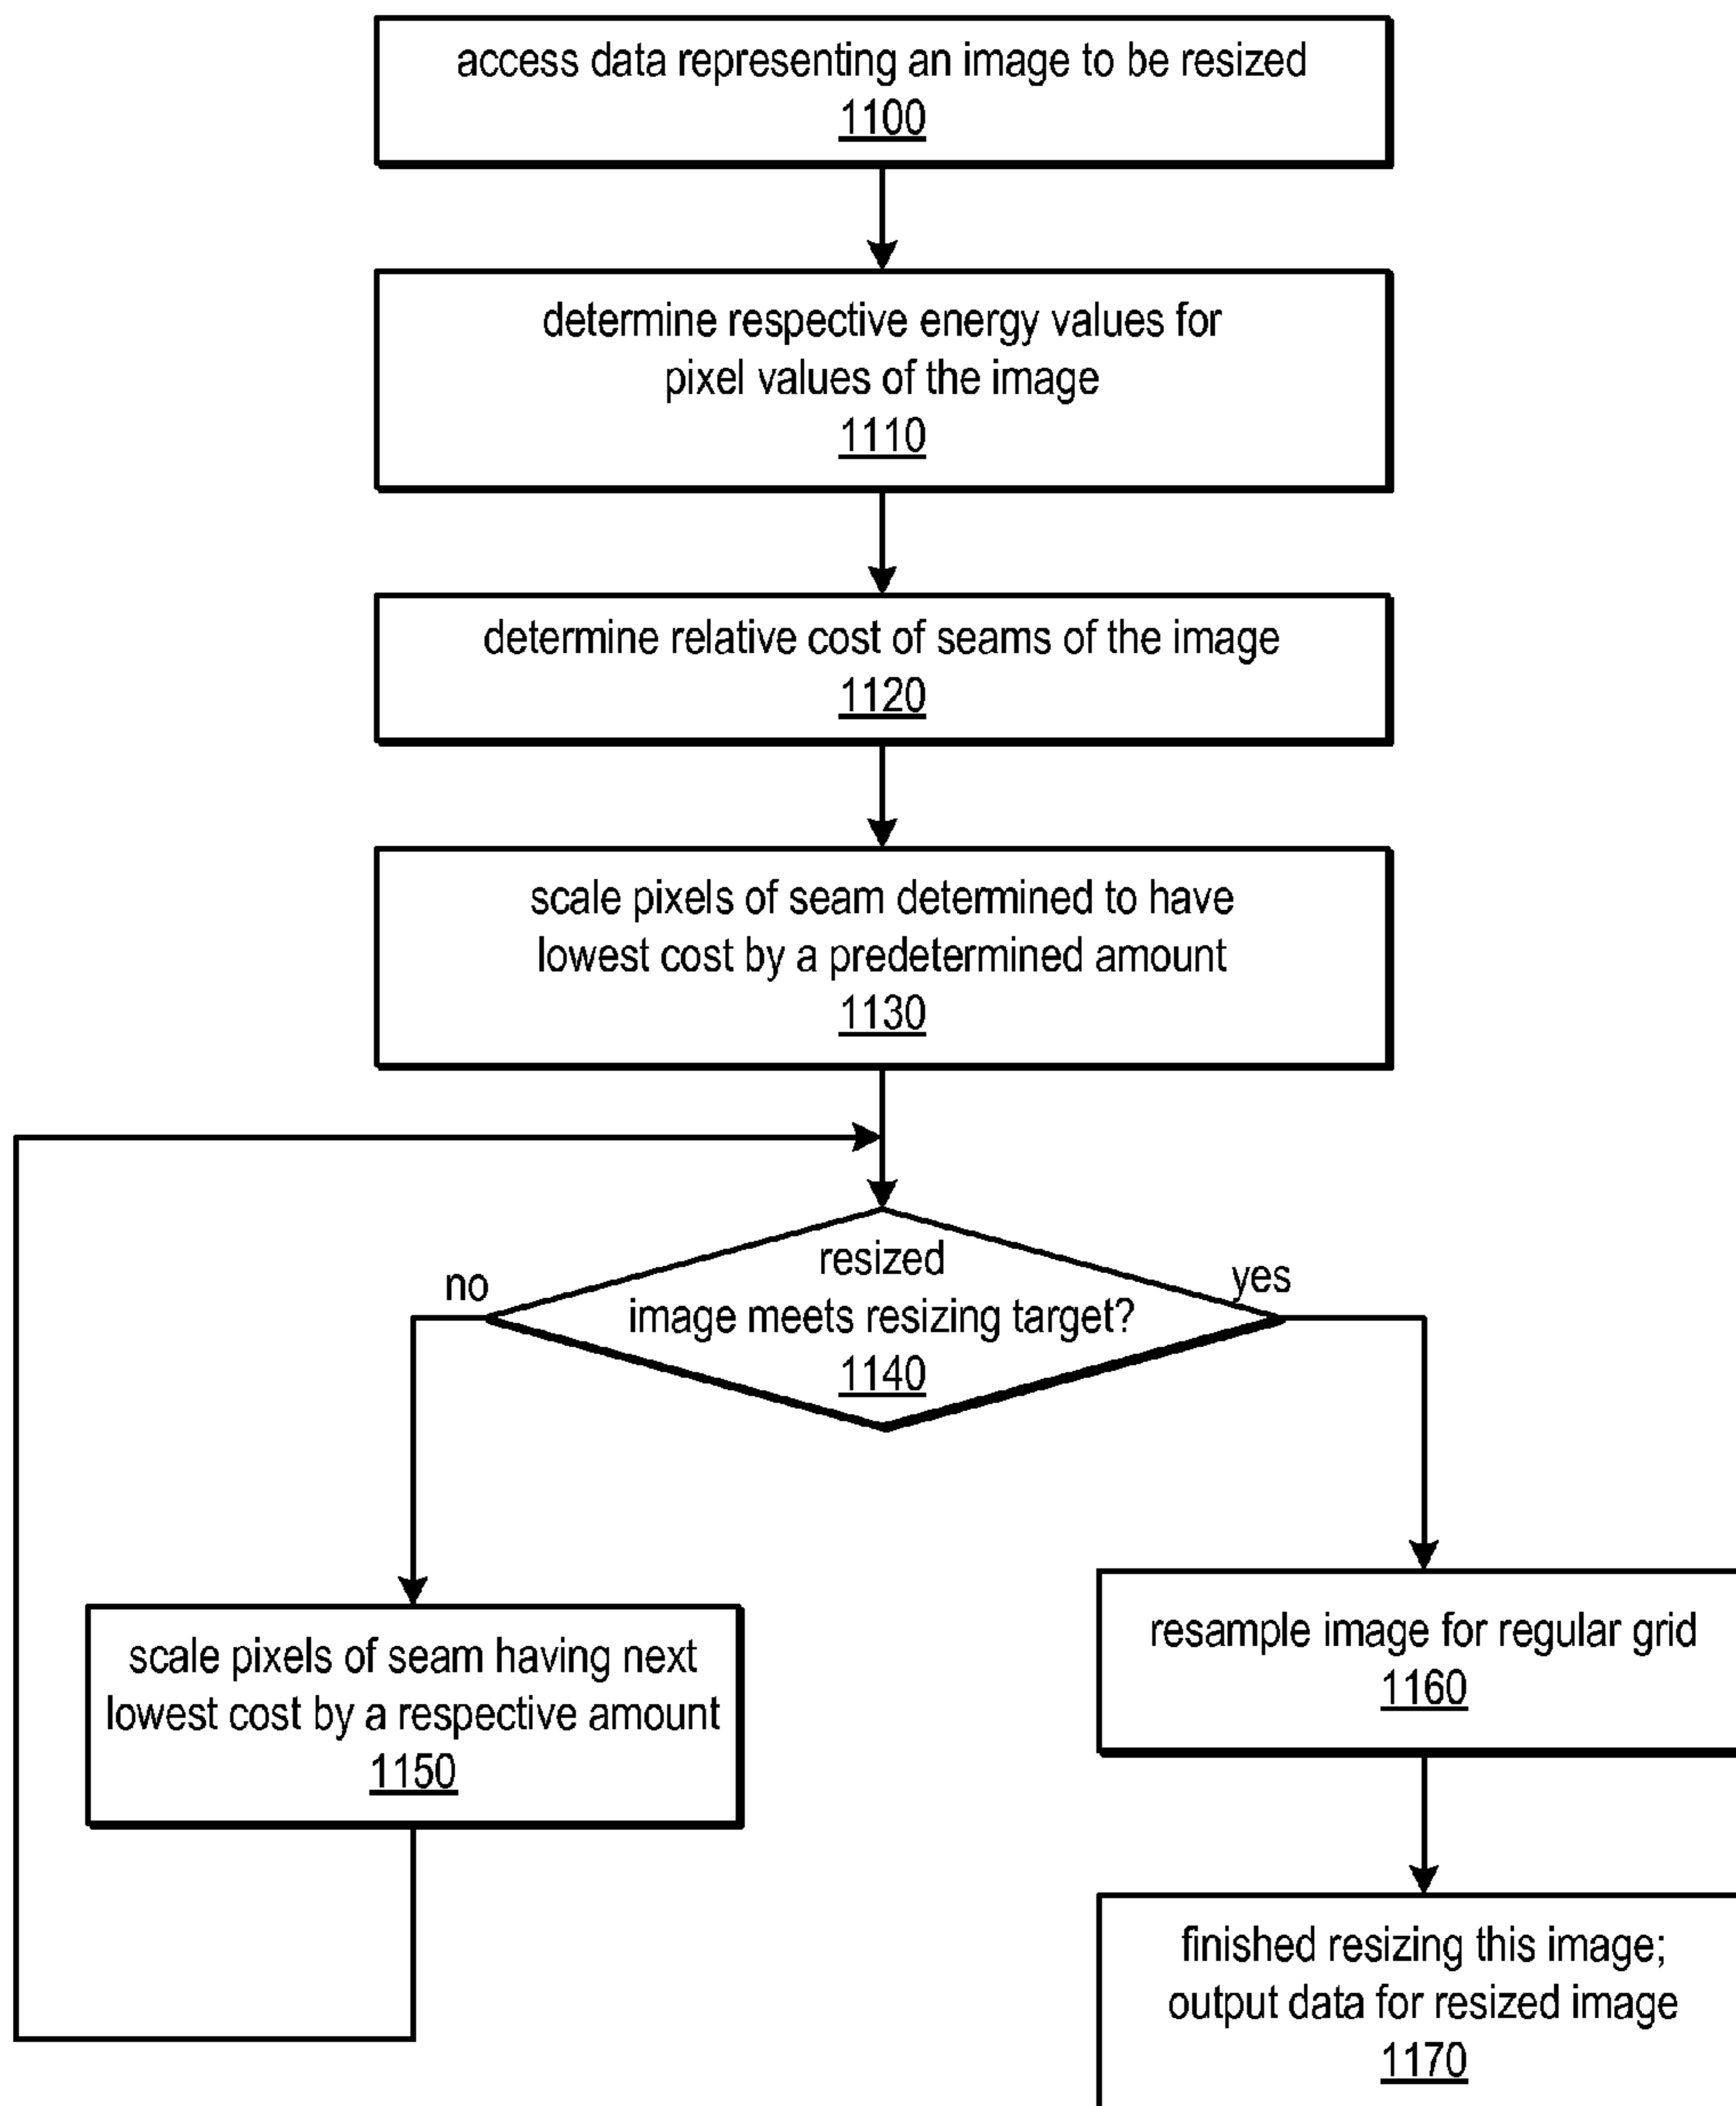 access data representing an image to be resized
1100
determine respective energy values for
pixel values of the image
1110
determine relative cost of seams of the image
1120
scale pixels of seam determined to have
lowest cost by a predetermined amount
1130
resized
image meets resizing target?
1140
no
yes
scale pixels of seam having next
lowest cost by a respective amount
1150
resample image for regular grid
1160
finished resizing this image;
output data for resized image
1170